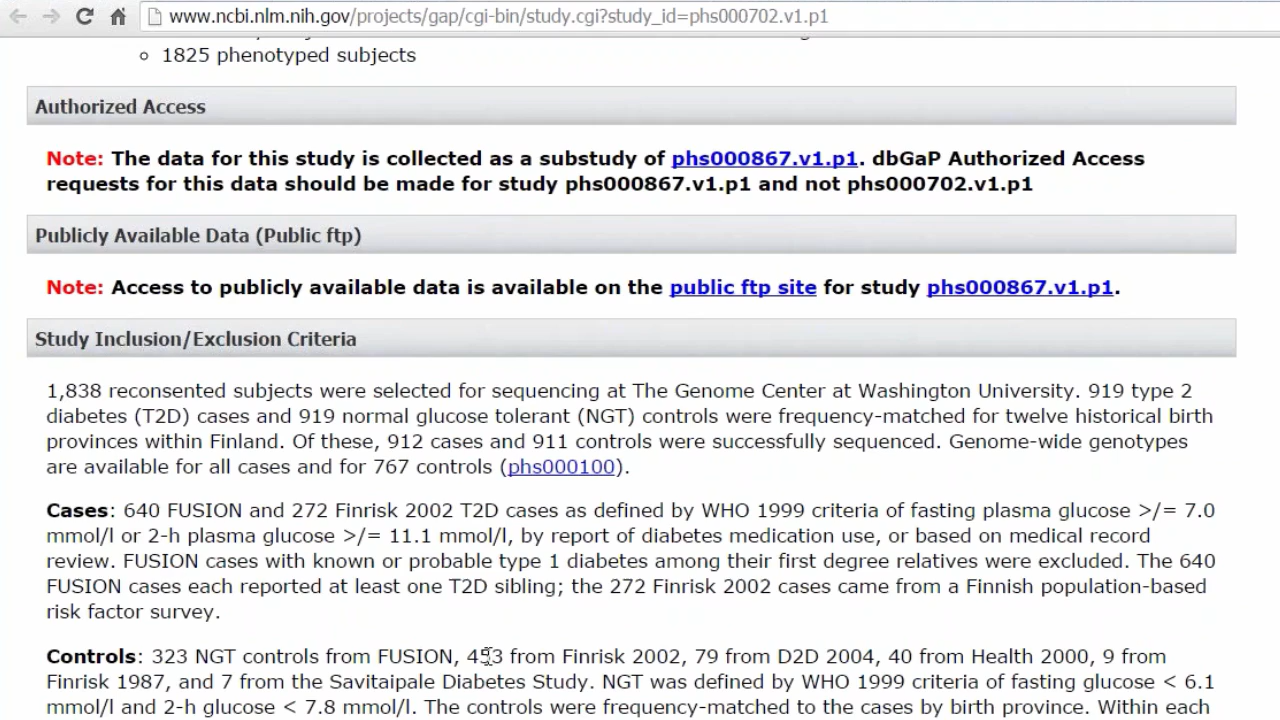 www.ncbi.nlm.nih.gov/projects/gap/cgi-bin/study.cgi?study_id=phs000702.v1.p1
1825 phenotyped subjects
Authorized Access
Note: The data for this study is collected as a substudy of phs000867.v1.p1. dbGaP Authorized Access
requests for this data should be made for study phs000867.v1.p1 and not phs000702.v1.p1
Publicly Available Data (Public ftp)
Note: Access to publicly available data is available on the public ftp site for study phs000867.v1.p1.
Study Inclusion/Exclusion Criteria
1,838 reconsented subjects were selected for sequencing at The Genome Center at Washington University. 919 type 2
diabetes (T2D) cases and 919 normal glucose tolerant (NGT) controls were frequency-matched for twelve historical birth
provinces within Finland. Of these, 912 cases and 911 controls were successfully sequenced. Genome-wide genotypes
are available for all cases and for 767 controls (phs000100).
Cases: 640 FUSION and 272 Finrisk 2002 T2D cases as defined by WHO 1999 criteria of fasting plasma glucose >/= 7.0
mmol/l or 2-h plasma glucose >/= 11.1 mmol/l, by report of diabetes medication use, or based on medical record
review. FUSION cases with known or probable type 1 diabetes among their first degree relatives were excluded. The 640
FUSION cases each reported at least one T2D sibling; the 272 Finrisk 2002 cases came from a Finnish population-based
risk factor survey.
Controls: 323 NGT controls from FUSION, 453 from Finrisk 2002, 79 from D2D 2004, 40 from Health 2000, 9 from
Finrisk 1987, and 7 from the Savitaipale Diabetes Study. NGT was defined by WHO 1999 criteria of fasting glucose < 6.1
mmol/l and 2-h glucose < 7.8 mmol/l. The controls were frequency-matched to the cases by birth province. Within each